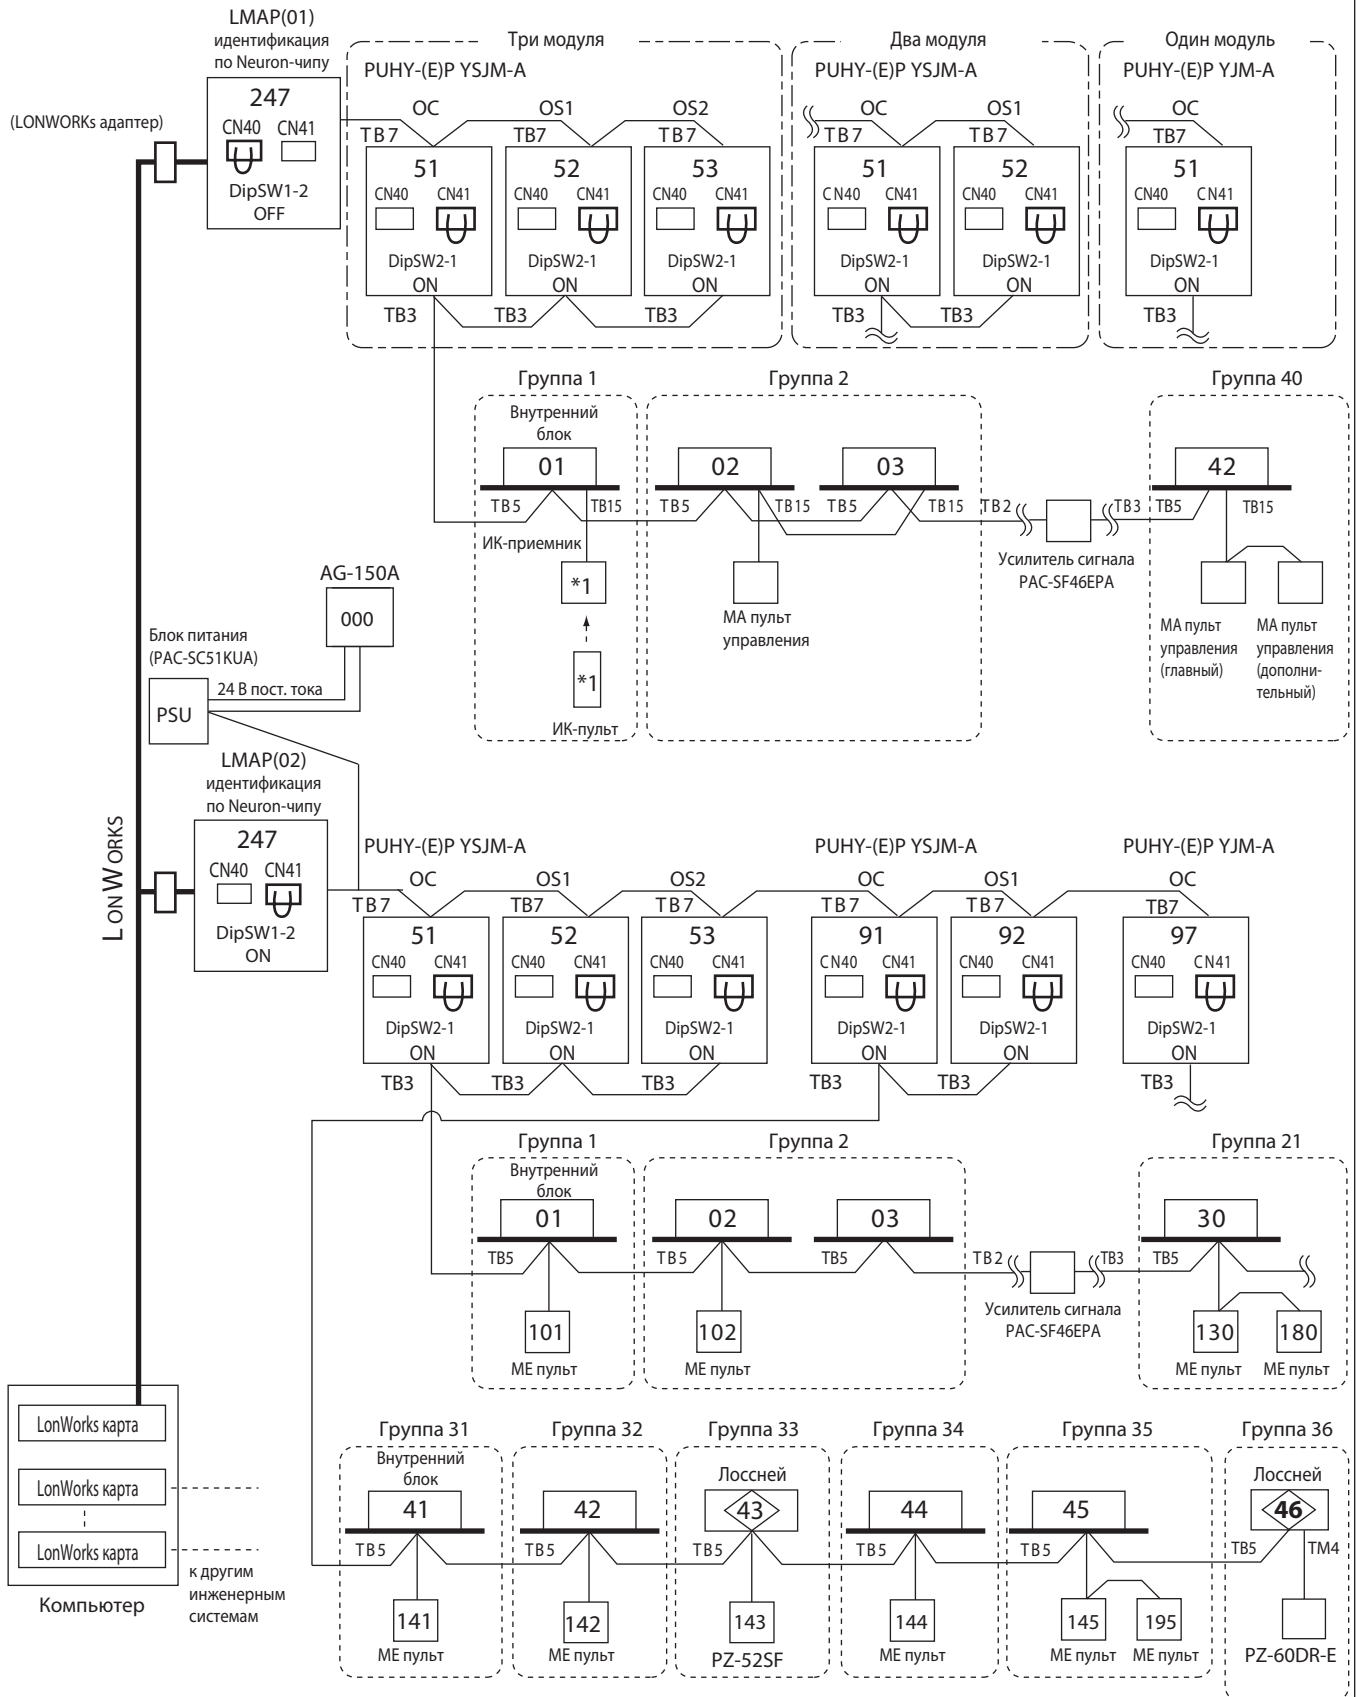 LMAP(01)
идентификация
по Neuron-чипу
247
CN40 CN41
DipSW1-2
OFF
(LONWORKs адаптер)
Три модуля
PUHY-(E)P YSJM-A
OC OS1 OS2
TB7 TB7 TB7
51 52 53
CN40 CN41 CN40 CN41 CN40 CN41
DipSW2-1 DipSW2-1 DipSW2-1
ON ON ON
TB3 TB3 TB3
Два модуля
PUHY-(E)P YSJM-A
OC OS1
TB7 TB7
51 52
CN40 CN41 CN40 CN41
DipSW2-1 DipSW2-1
ON ON
TB3 TB3
Один модуль
PUHY-(E)P YJM-A
OC
TB7
51
CN40 CN41
DipSW2-1
ON
TB3
Группа 1
Внутренний
блок
01
TB5 TB15
ИК-приемник
*1
*1
ИК-пульт
Группа 2
02 03
TB5 TB15 TB5 TB15
МА пульт
управления
TB2 TB3
Усилитель сигнала
PAC-SF46EPA
Группа 40
42
TB5 TB15
МА пульт
управления
(главный)
МА пульт
управления
(дополни-
тельный)
AG-150A
000
Блок питания
(PAC-SC51KUA)
24 В пост. тока
PSU
LMAP(02)
идентификация
по Neuron-чипу
247
CN40 CN41
DipSW1-2
ON
LONWORKS
PUHY-(E)P YSJM-A
OC OS1 OS2
TB7 TB7 TB7
51 52 53
CN40 CN41 CN40 CN41 CN40 CN41
DipSW2-1 DipSW2-1 DipSW2-1
ON ON ON
TB3 TB3 TB3
PUHY-(E)P YSJM-A
OC OS1
TB7 TB7
91 92
CN40 CN41 CN40 CN41
DipSW2-1 DipSW2-1
ON ON
TB3 TB3
PUHY-(E)P YJM-A
OC
TB7
97
CN40 CN41
DipSW2-1
ON
TB3
Группа 1
Внутренний
блок
01
TB5
101
МЕ пульт
Группа 2
02 03
TB5 TB5
102
МЕ пульт
TB2 TB3
Усилитель сигнала
PAC-SF46EPA
Группа 21
30
TB5
130 180
МЕ пульт МЕ пульт
LonWorks карта
LonWorks карта
LonWorks карта
Компьютер
к другим
инженерным
системам
Группа 31
Внутренний
блок
41
TB5
141
МЕ пульт
Группа 32
42
TB5
142
МЕ пульт
Группа 33
Лоссней
43
TB5
143
PZ-52SF
Группа 34
44
TB5
144
МЕ пульт
Группа 35
45
TB5
145 195
МЕ пульт МЕ пульт
Группа 36
Лоссней
46
TB5 TM4
PZ-60DR-E